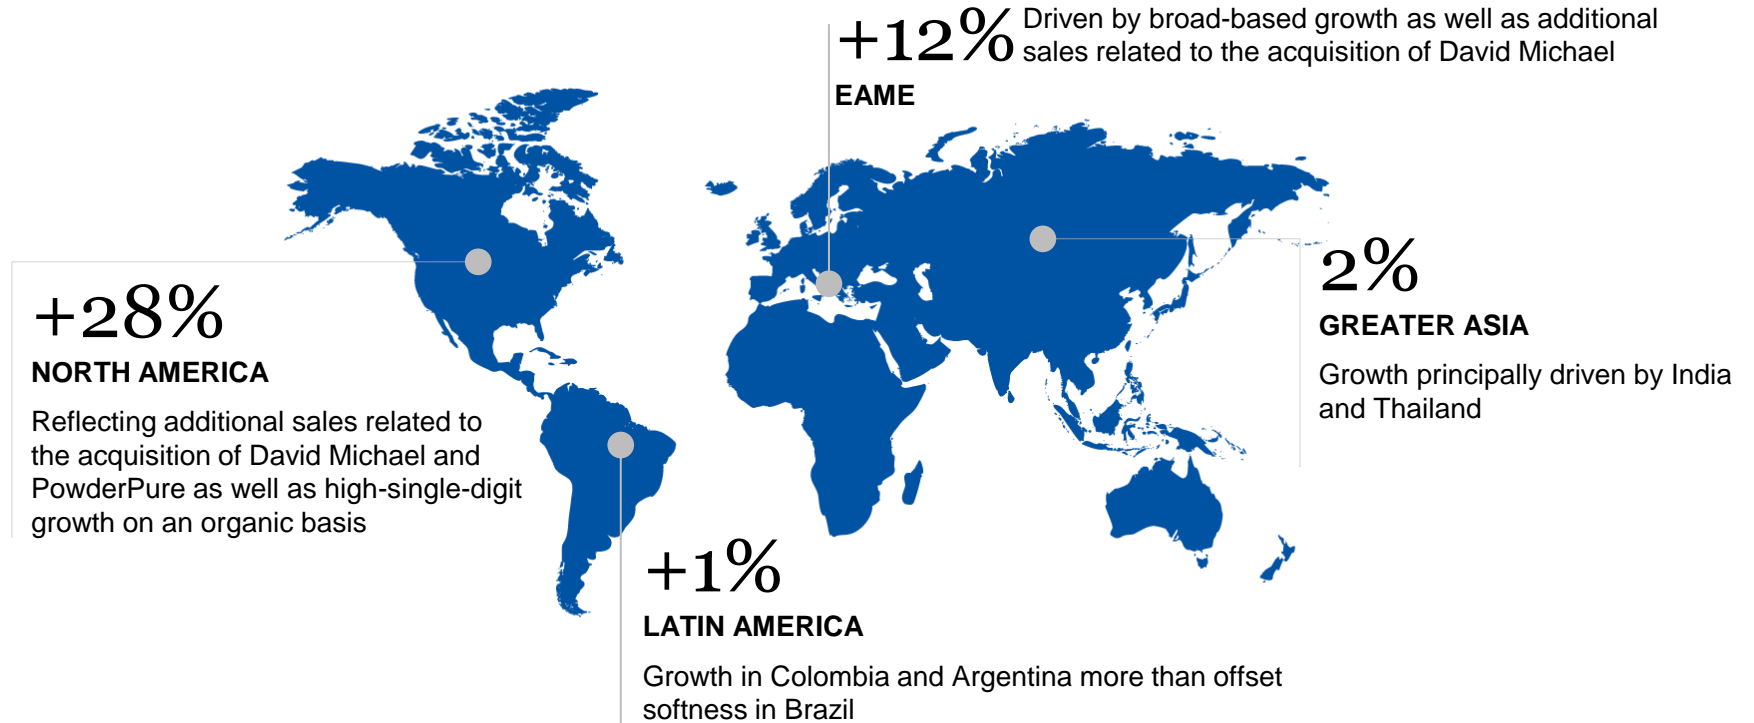 +12%
Driven by broad-based growth as well as additional
sales related to the acquisition of David Michael
EAME
+28%
NORTH AMERICA
Reflecting additional sales related to
the acquisition of David Michael and
PowderPure as well as high-single-digit
growth on an organic basis
2%
GREATER ASIA
Growth principally driven by India
and Thailand
+1%
LATIN AMERICA
Growth in Colombia and Argentina more than offset
softness in Brazil